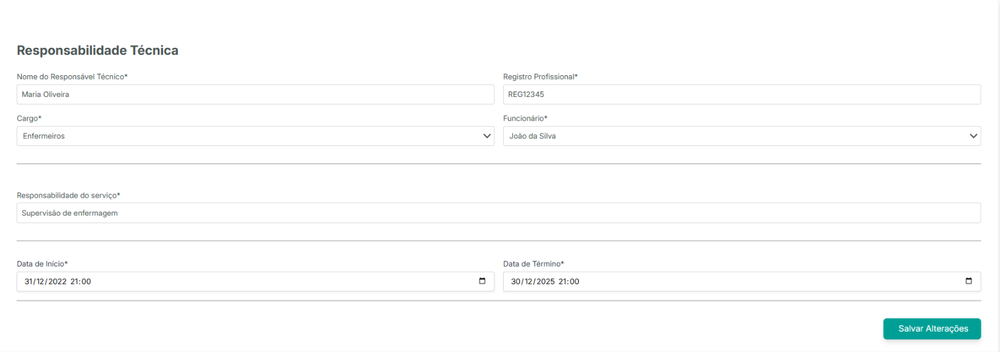 Responsabilidade Técnica
Nome do Responsável Técnico*
Registro Profissional*
Maria Oliveira
REG12345
Cargo*
Funcionário*
Enfermeiros
João da Silva
Responsabilidade do serviço*
Supervisão de enfermagem
Data de Início*
Data de Término*
31/12/2022 21:00
30/12/2025 21:00
Salvar Alterações